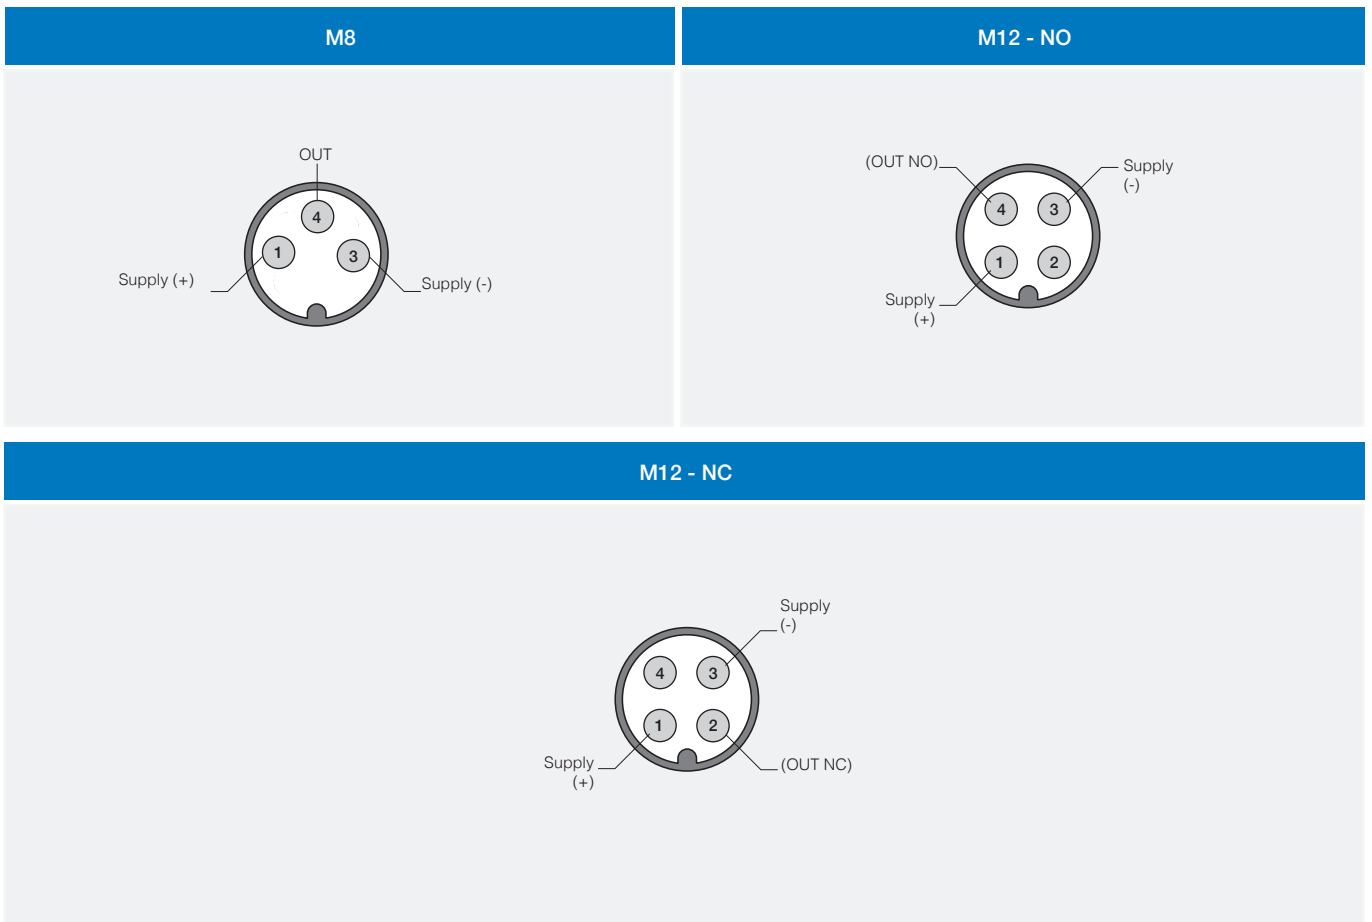 M8
OUT
4
1
3
Supply (+)
Supply (-)
M12 - NO
(OUT NO)
Supply
(-)
4
3
1
2
Supply
(+)
M12 - NC
Supply
(-)
4
3
1
2
Supply
(+)
(OUT NC)